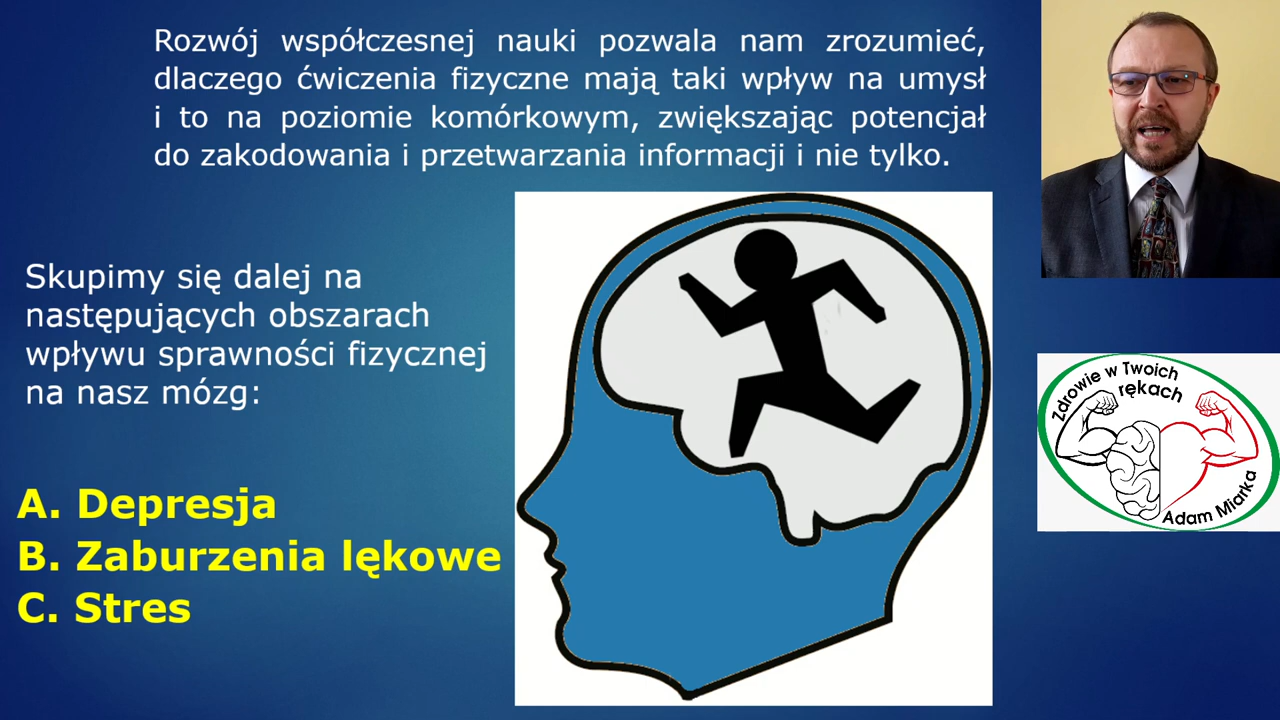 Rozwój współczesnej nauki pozwala nam zrozumieć,
dlaczego ćwiczenia fizyczne mają taki wpływ na umysł
i to na poziomie komórkowym, zwiększając potencjał
do zakodowania i przetwarzania informacji i nie tylko.
Skupimy się dalej na
następujących obszarach
wpływu sprawności fizycznej
na nasz mózg:
A. Depresja
B. Zaburzenia lękowe
C. Stres
Zdrowie w Twoich
rękach
Adam Miarka